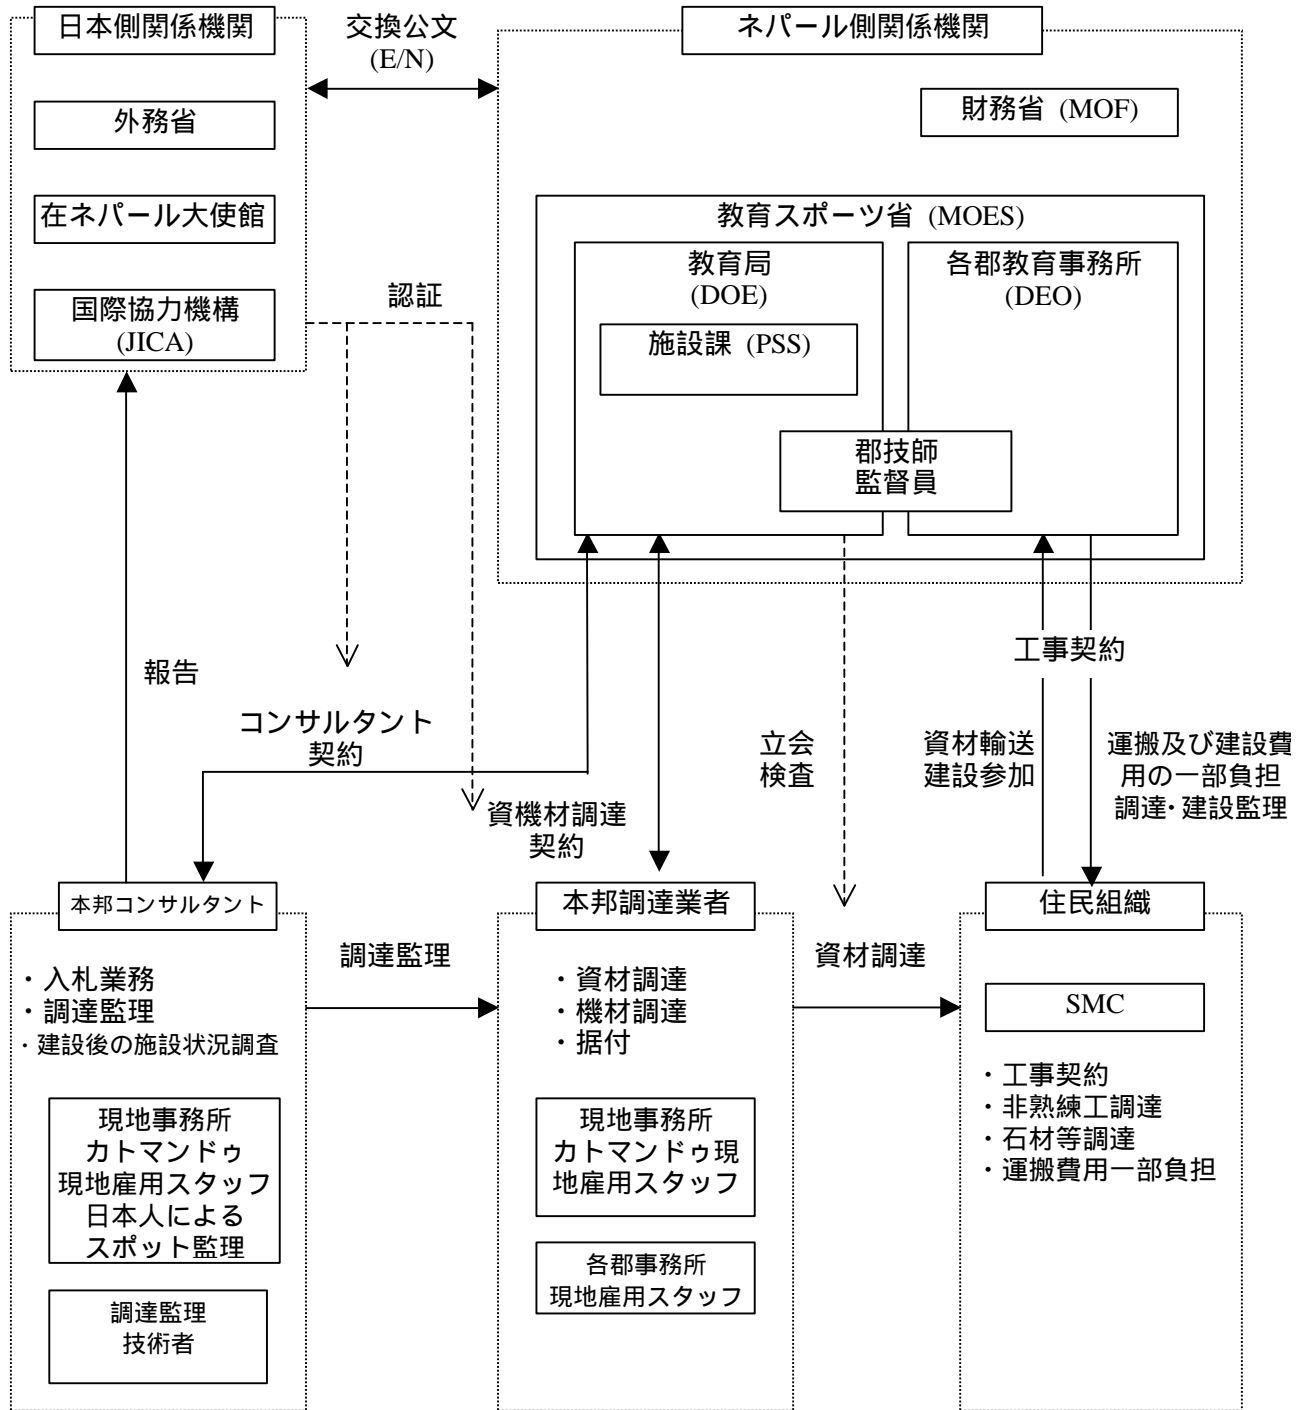 日本側関係機関
外務省
在ネパール大使館
国際協力機構
(JICA)
交換公文
(E/N)
ネパール側関係機関
財務省 (MOF)
教育スポーツ省 (MOES)
教育局
(DOE)
施設課 (PSS)
各郡教育事務所
(DEO)
郡技師
監督員
認証
報告
コンサルタント
契約
資機材調達
契約
立会
検査
工事契約
資材輸送
建設参加
運搬及び建設費
用の一部負担
調達・建設監理
本邦コンサルタント
・入札業務
・調達監理
・建設後の施設状況調査
現地事務所
カトマンドゥ
現地雇用スタッフ
日本人による
スポット監理
調達監理
技術者
調達監理
本邦調達業者
・資材調達
・機材調達
・据付
現地事務所
カトマンドゥ現
地雇用スタッフ
各郡事務所
現地雇用スタッフ
資材調達
住民組織
SMC
・工事契約
・非熟練工調達
・石材等調達
・運搬費用一部負担